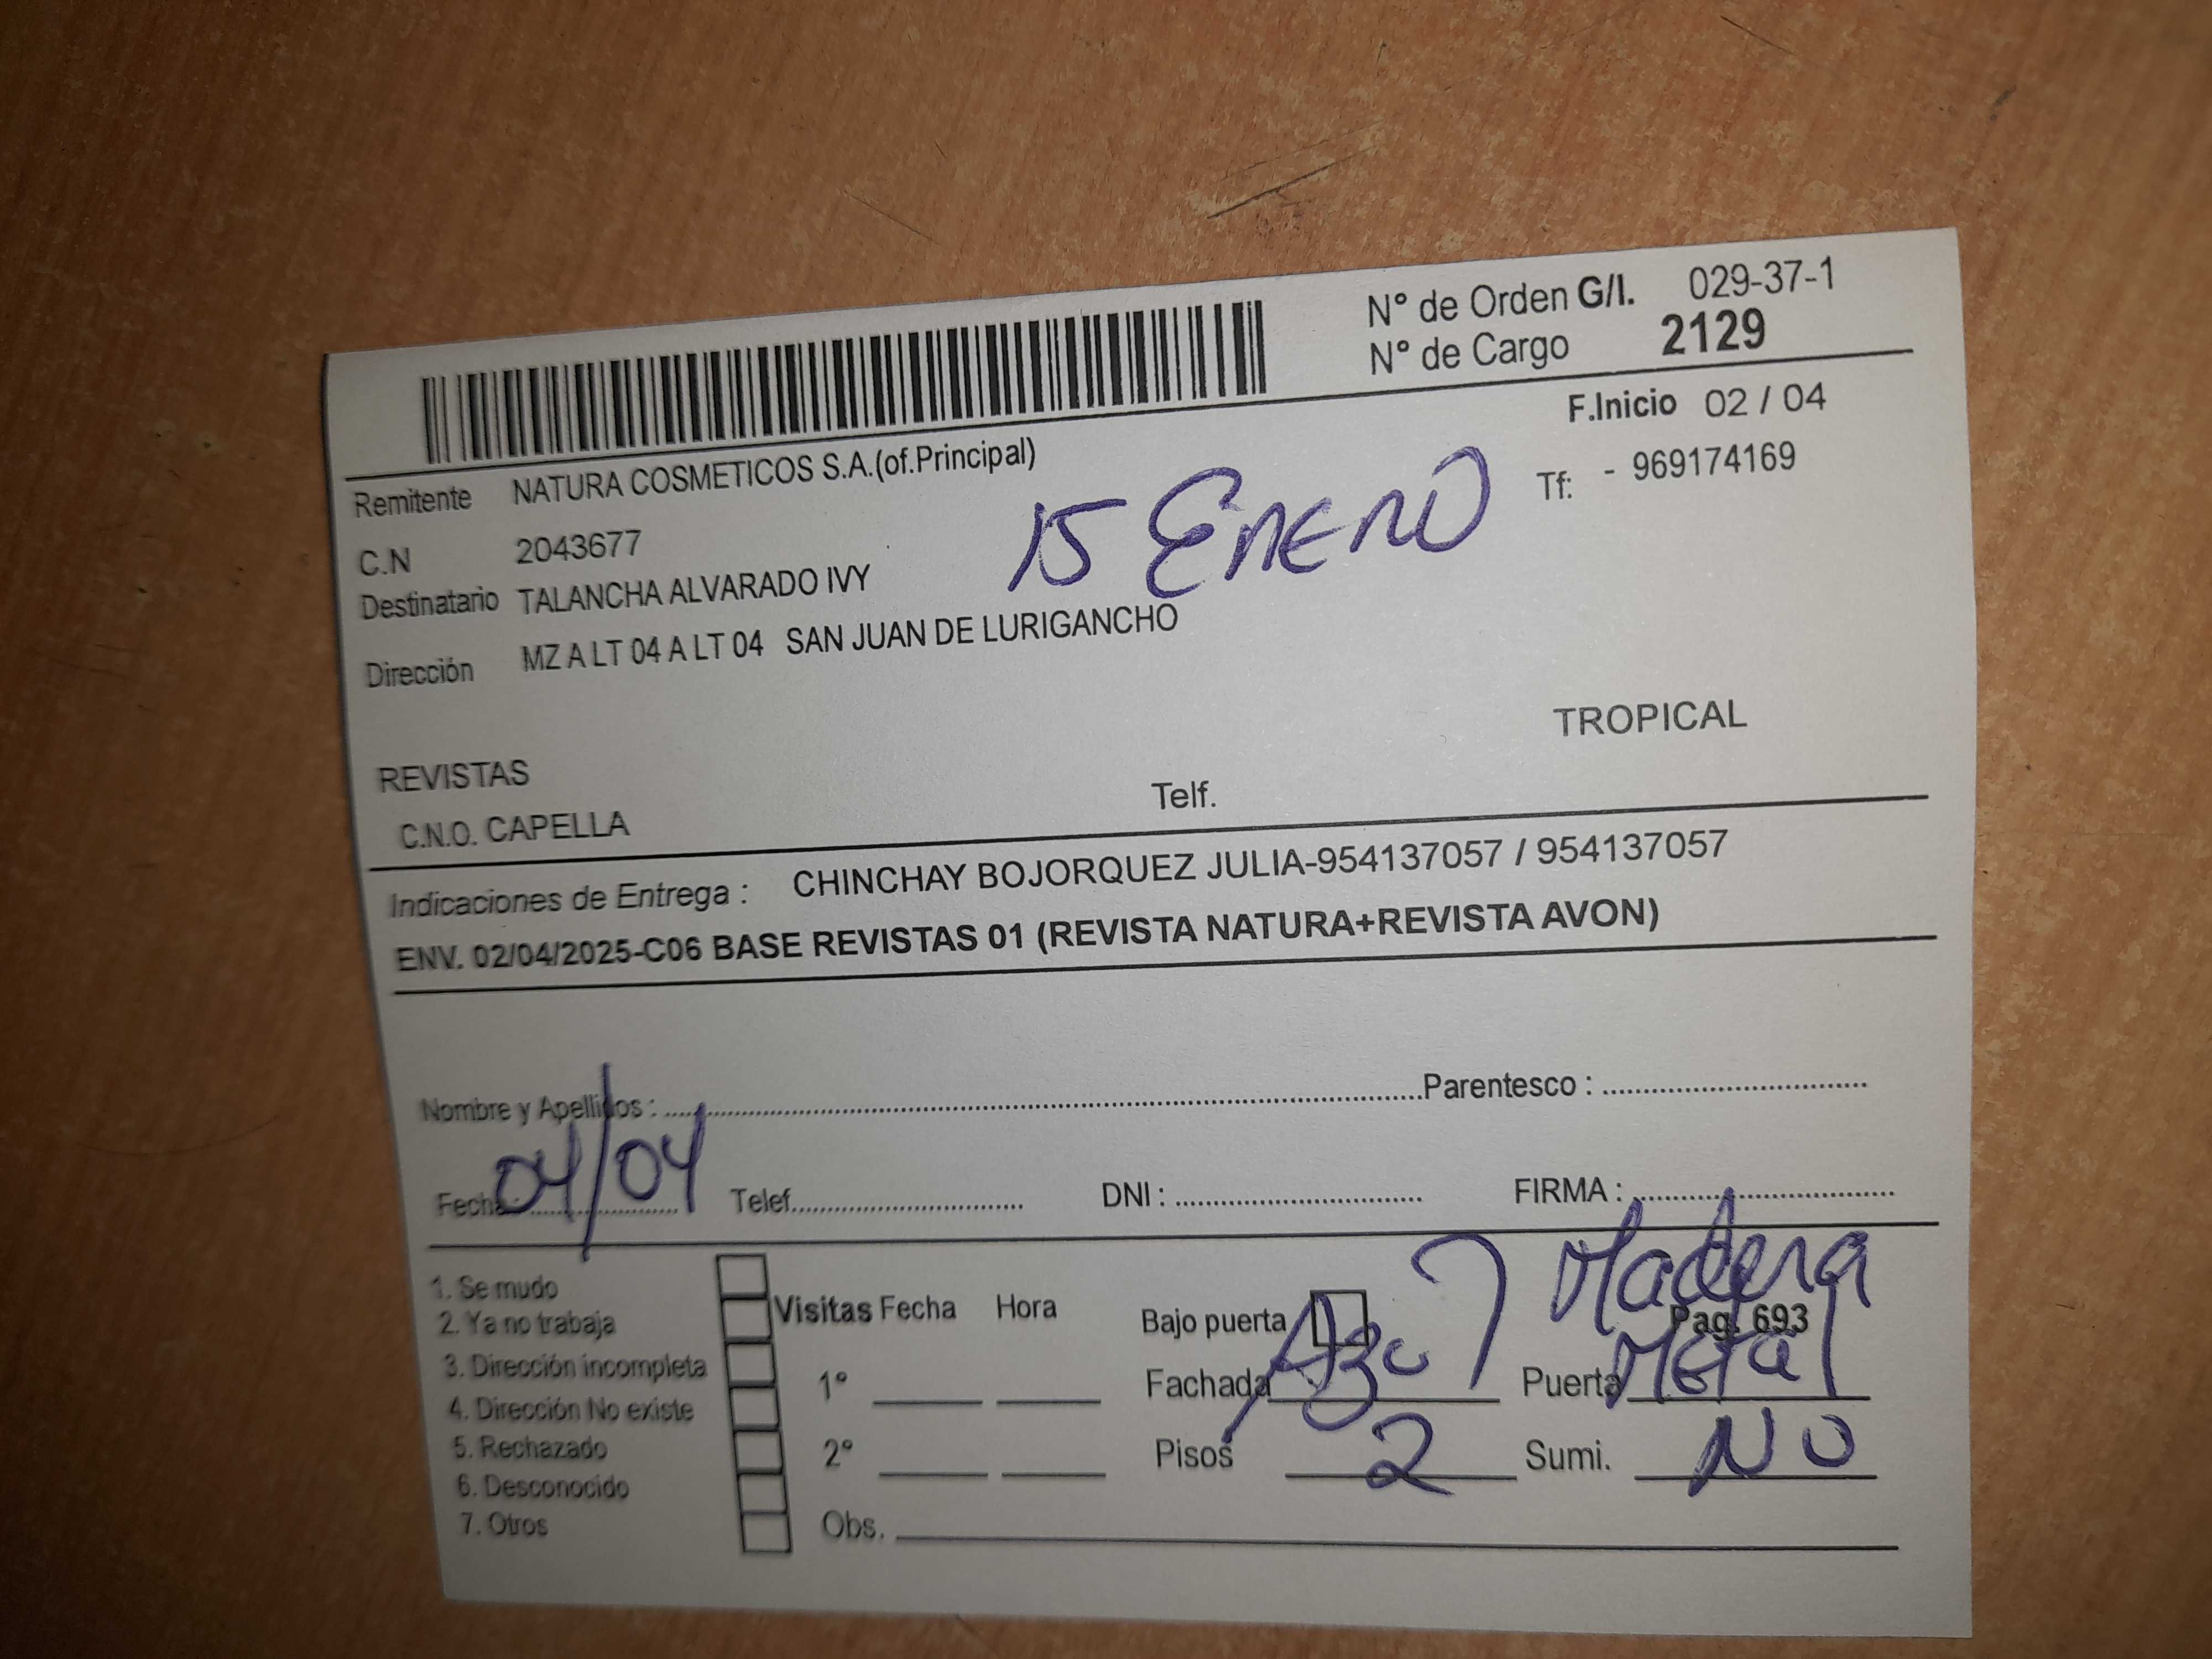 N° de Orden G/I. 029-37-1
N° de Cargo 2129
F.Inicio 02 / 04
Remitente NATURA COSMETICOS S.A.(of.Principal)
Tf: - 969174169
15 ENERO
C.N 2043677
Destinatario TALANCHA ALVARADO IVY
Dirección MZ A LT 04 A LT 04 SAN JUAN DE LURIGANCHO
TROPICAL
REVISTAS
C.N.O. CAPELLA Telf.
Indicaciones de Entrega : CHINCHAY BOJORQUEZ JULIA-954137057 / 954137057
ENV. 02/04/2025-C06 BASE REVISTAS 01 (REVISTA NATURA+REVISTA AVON)
Nombre y Apellidos : Parentesco :
Fecha : 04/04 Telef. DNI : FIRMA :
1. Se mudo
2. Ya no trabaja
3. Dirección incompleta
4. Dirección No existe
5. Rechazado
6. Desconocido
7. Otros
Visitas Fecha Hora
1°
2°
Obs.
Bajo puerta Madera
Pag. 693
Fachada Azul Puerta Metal
Pisos 2 Sumi. NO